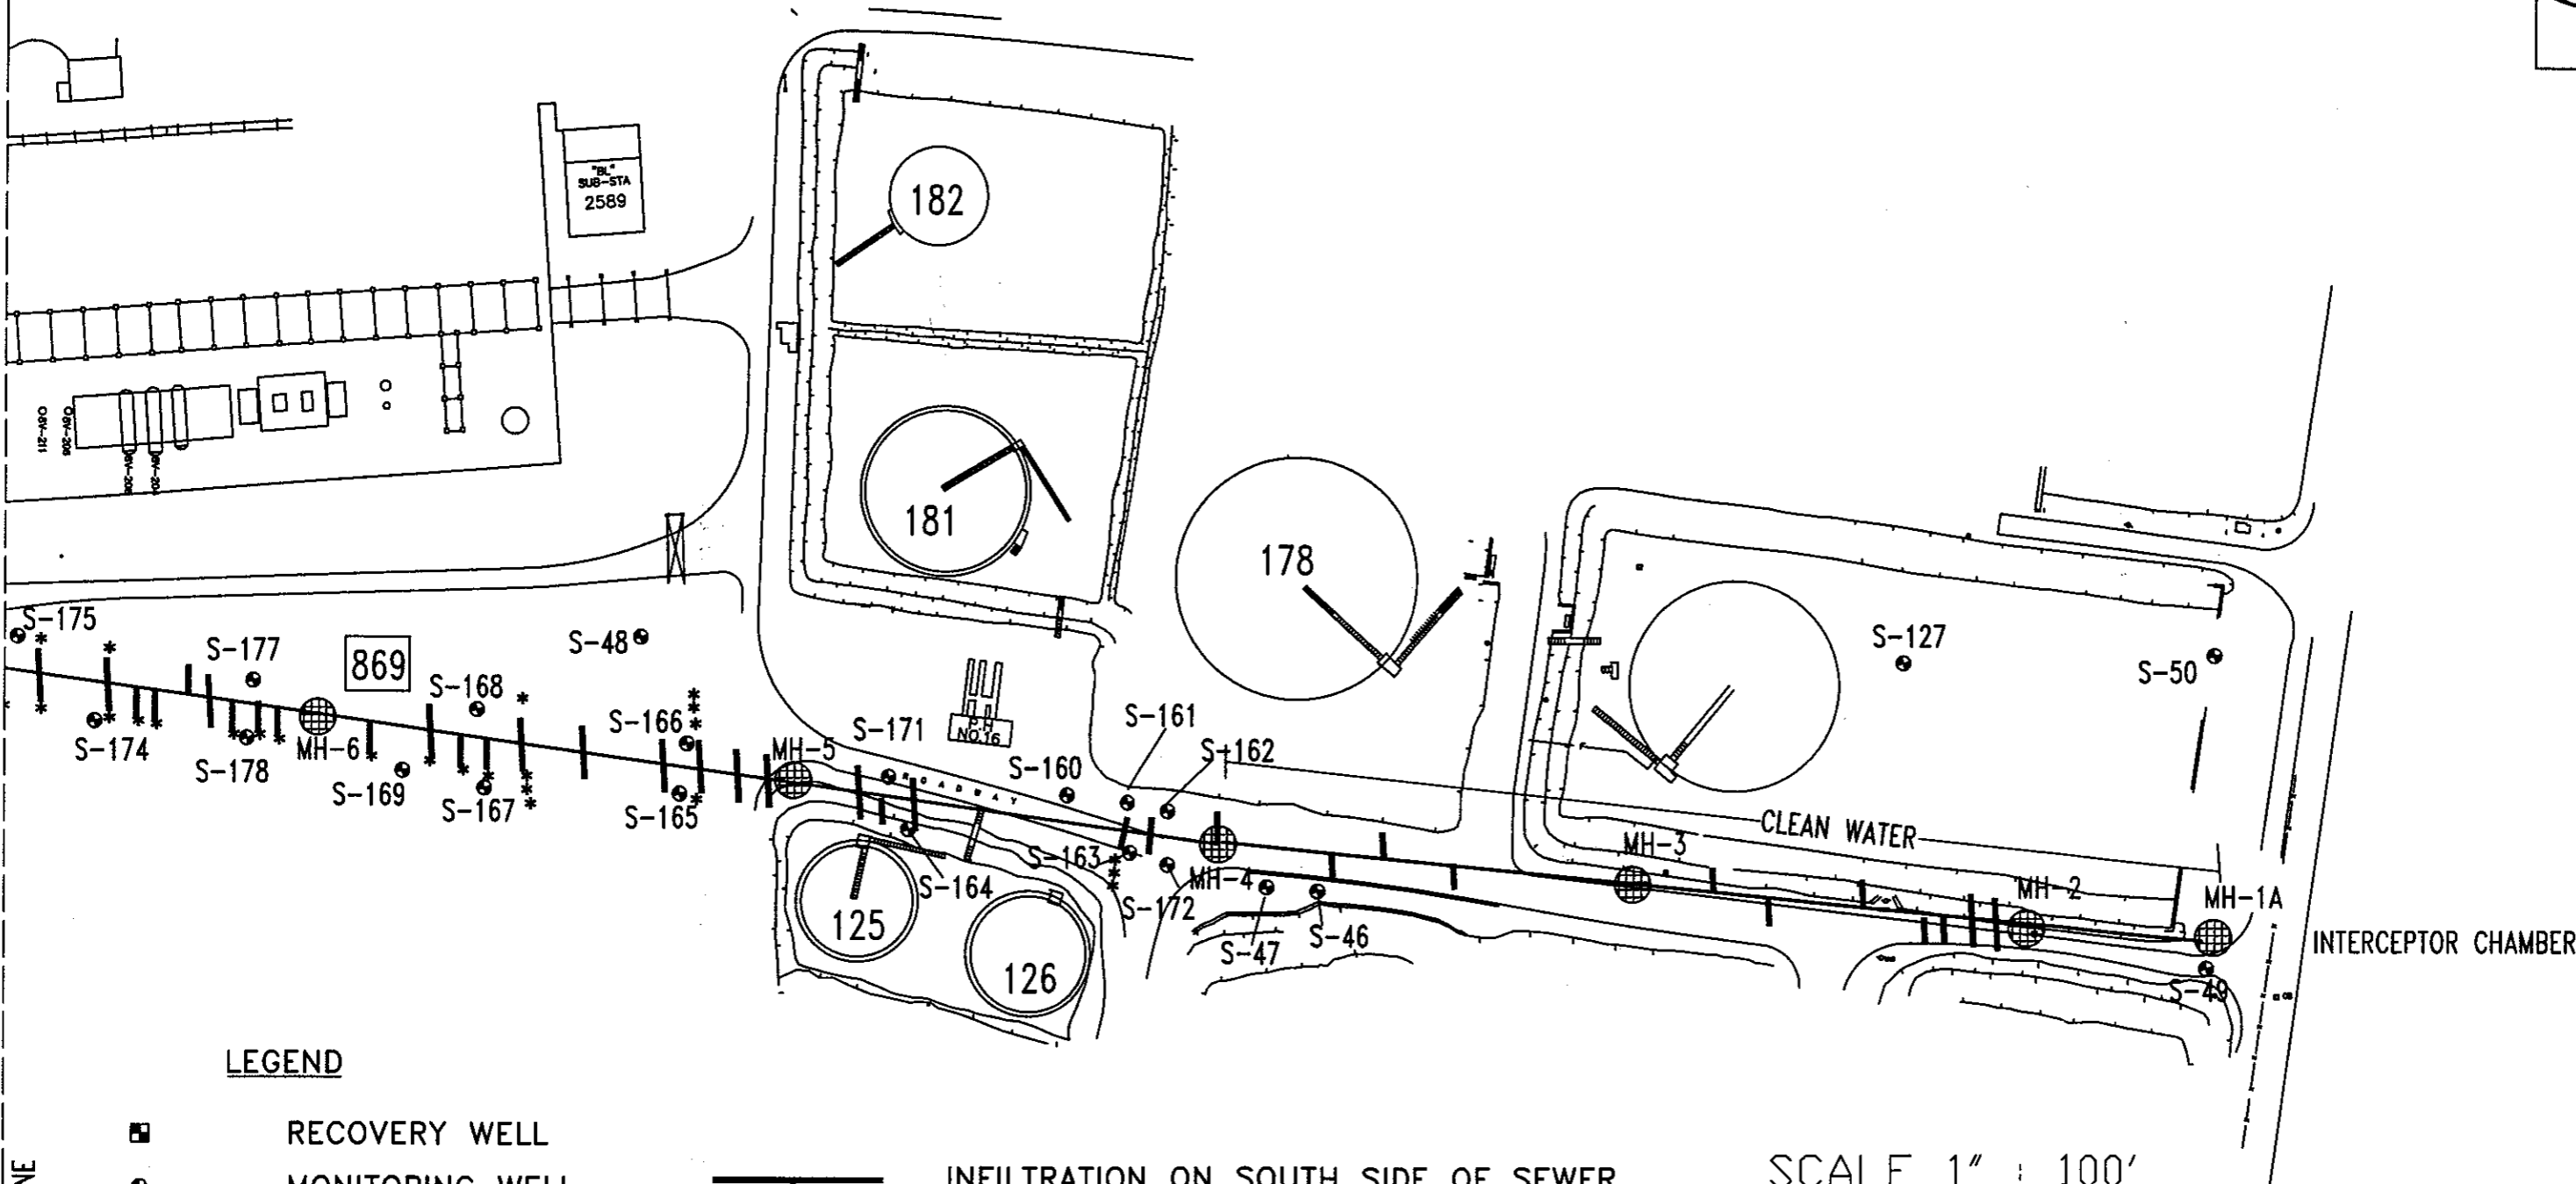 "BL"
SUB-STA
2589
182
181
178
S-175
S-177
869
S-48
S-127
S-50
S-168
S-174
S-178
MH-6
S-169
S-167
S-166
S-165
MH-5
S-171
P.H
NO.16
ROADWAY
S-160
S-161
S-162
S-163
S-164
S-172
MH-4
125
126
S-47
S-46
MH-3
CLEAN WATER
MH-2
MH-1A
INTERCEPTOR CHAMBER
S-49
LEGEND
RECOVERY WELL
MONITORING WELL
INFILTRATION ON SOUTH SIDE OF SEWER
SCALE 1" : 100'